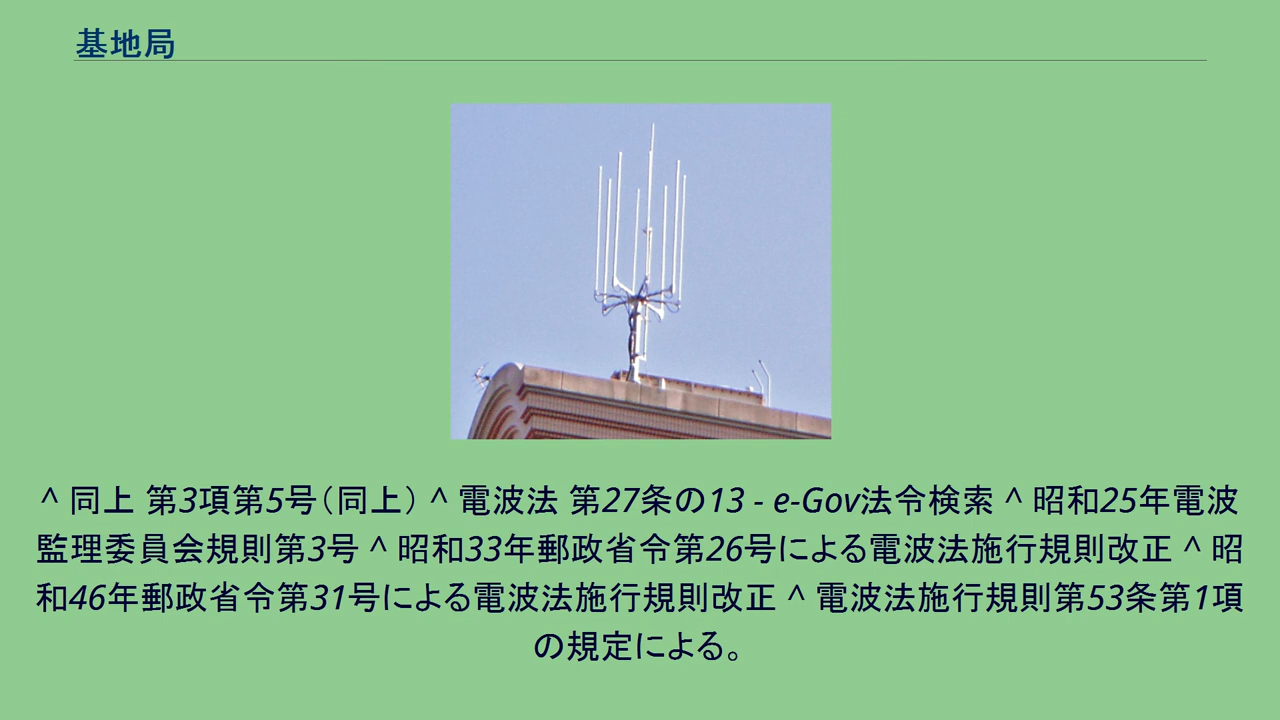 基地局
^ 同上 第3項第5号（同上） ^ 電波法 第27条の13 - e-Gov法令検索 ^ 昭和25年電波
監理委員会規則第3号 ^ 昭和33年郵政省令第26号による電波法施行規則改正 ^ 昭
和46年郵政省令第31号による電波法施行規則改正 ^ 電波法施行規則第53条第1項
の規定による。